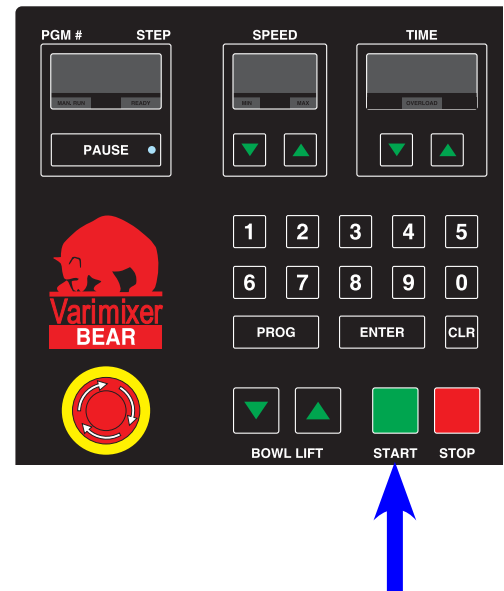 PGM # STEP SPEED TIME
MAN. RUN READY MIN MAX OVERLOAD
PAUSE
1 2 3 4 5
6 7 8 9 0
PROG ENTER CLR
Varimixer
BEAR
BOWL LIFT START STOP